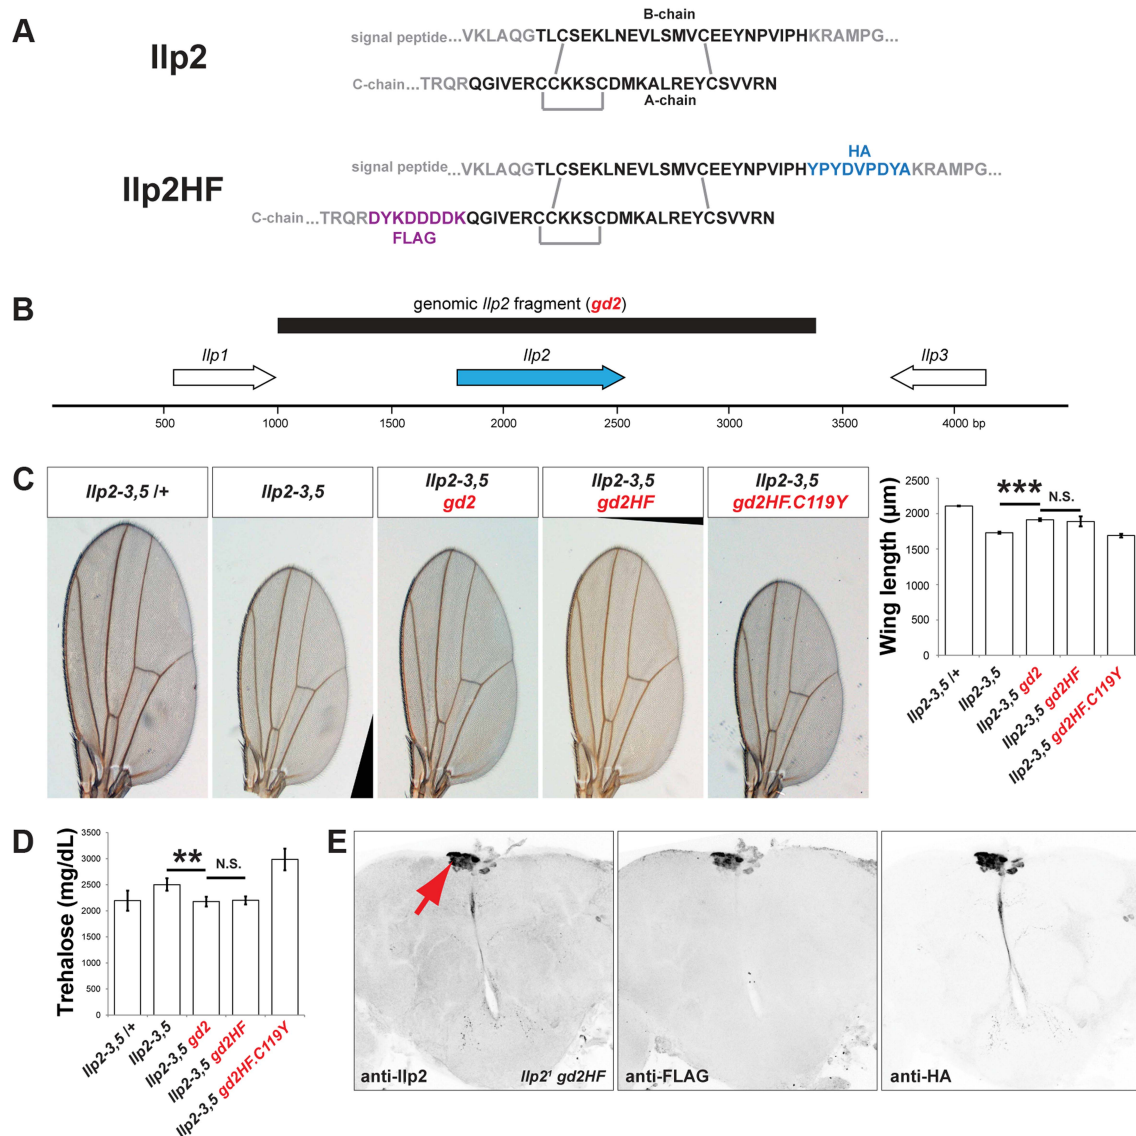 A
B-chain
Ilp2
signal peptide...VKLAQGTLCSEKLNEVLSMVCEEYNPVIPHKRAMPG...
C-chain...TRQRQGIVERCCKKSCDMKALREYCSVVRN
A-chain
HA
Ilp2HF
signal peptide...VKLAQGTLCSEKLNEVLSMVCEEYNPVIPHYPYDVPDYAKRAMPG...
C-chain...TRQRDYKDDDDKQGIVERCCKKSCDMKALREYCSVVRN
FLAG
B
genomic Ilp2 fragment (gd2)
Ilp1 Ilp2 Ilp3
500 1000 1500 2000 2500 3000 3500 4000 bp
C
Ilp2-3,5 /+
Ilp2-3,5
Ilp2-3,5
gd2
Ilp2-3,5
gd2HF
Ilp2-3,5
gd2HF.C119Y
Wing length (µm)
2500
2000
1500
1000
500
0
*** N.S.
Ilp2-3,5 /+
Ilp2-3,5
Ilp2-3,5 gd2
Ilp2-3,5 gd2HF
Ilp2-3,5 gd2HF.C119Y
D
Trehalose (mg/dL)
3500
3000
2500
2000
1500
1000
500
0
** N.S.
Ilp2-3,5 /+
Ilp2-3,5
Ilp2-3,5 gd2
Ilp2-3,5 gd2HF
Ilp2-3,5 gd2HF.C119Y
E
anti-Ilp2 Ilp2¹ gd2HF
anti-FLAG
anti-HA